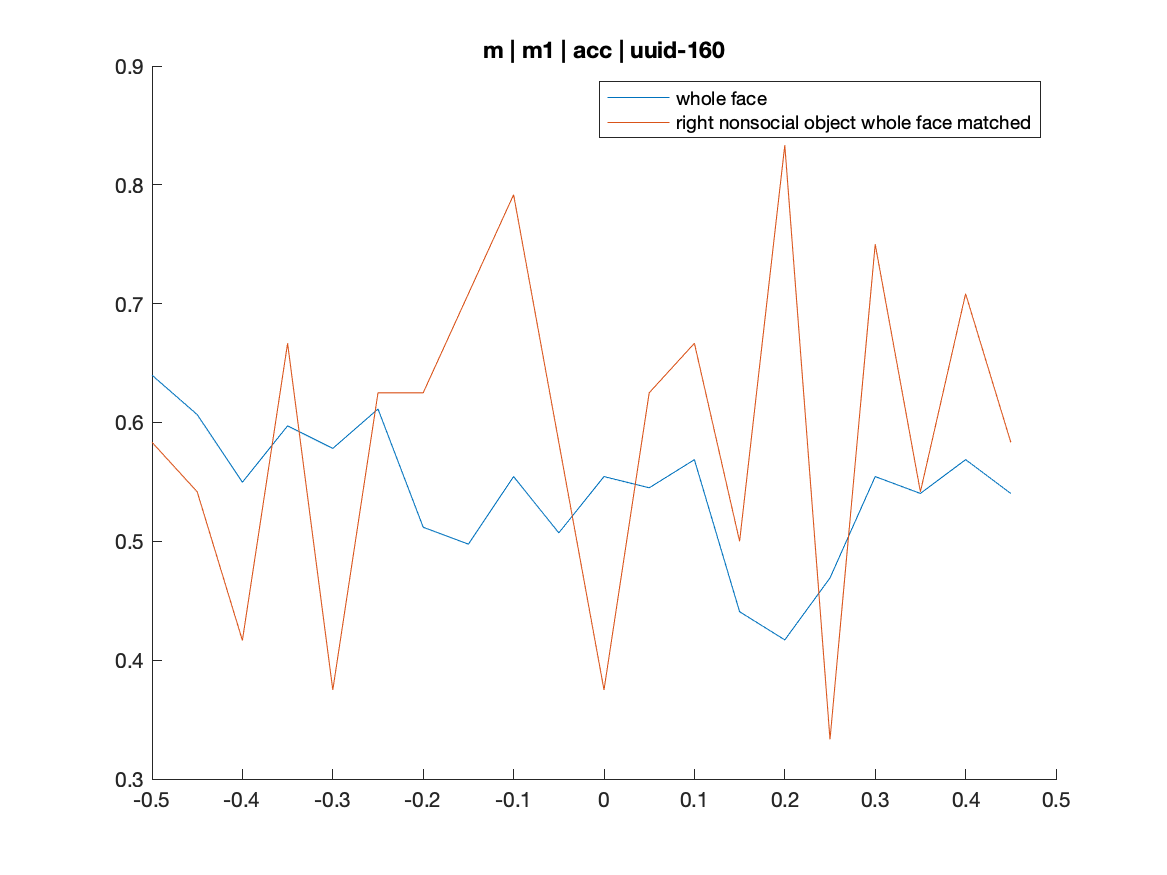 m | m1 | acc | uuid-160
whole face
right nonsocial object whole face matched
0.9
0.8
0.7
0.6
0.5
0.4
0.3
-0.5 -0.4 -0.3 -0.2 -0.1 0 0.1 0.2 0.3 0.4 0.5